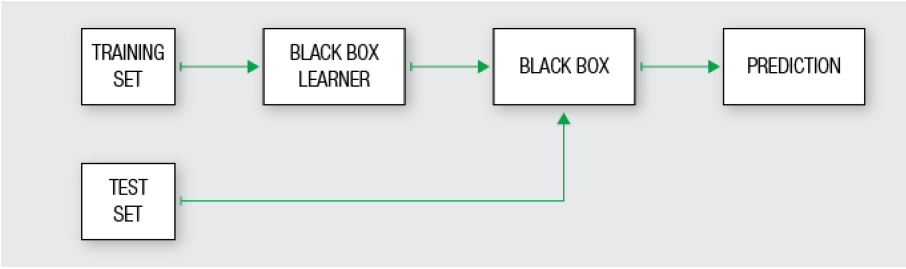 TRAINING
SET
BLACK BOX
LEARNER
BLACK BOX
PREDICTION
TEST
SET